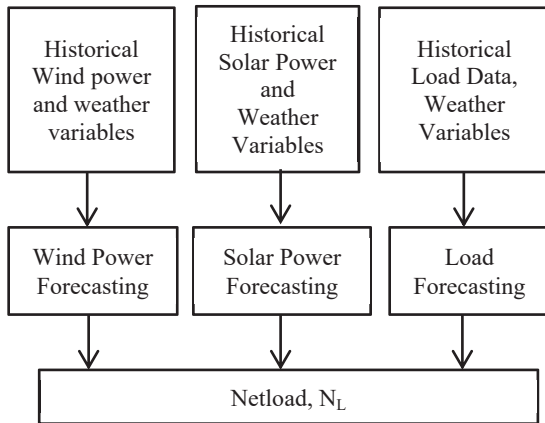 Historical
Wind power
and weather
variables
Historical
Solar Power
and
Weather
Variables
Historical
Load Data,
Weather
Variables
Wind Power
Forecasting
Solar Power
Forecasting
Load
Forecasting
Netload, N_L